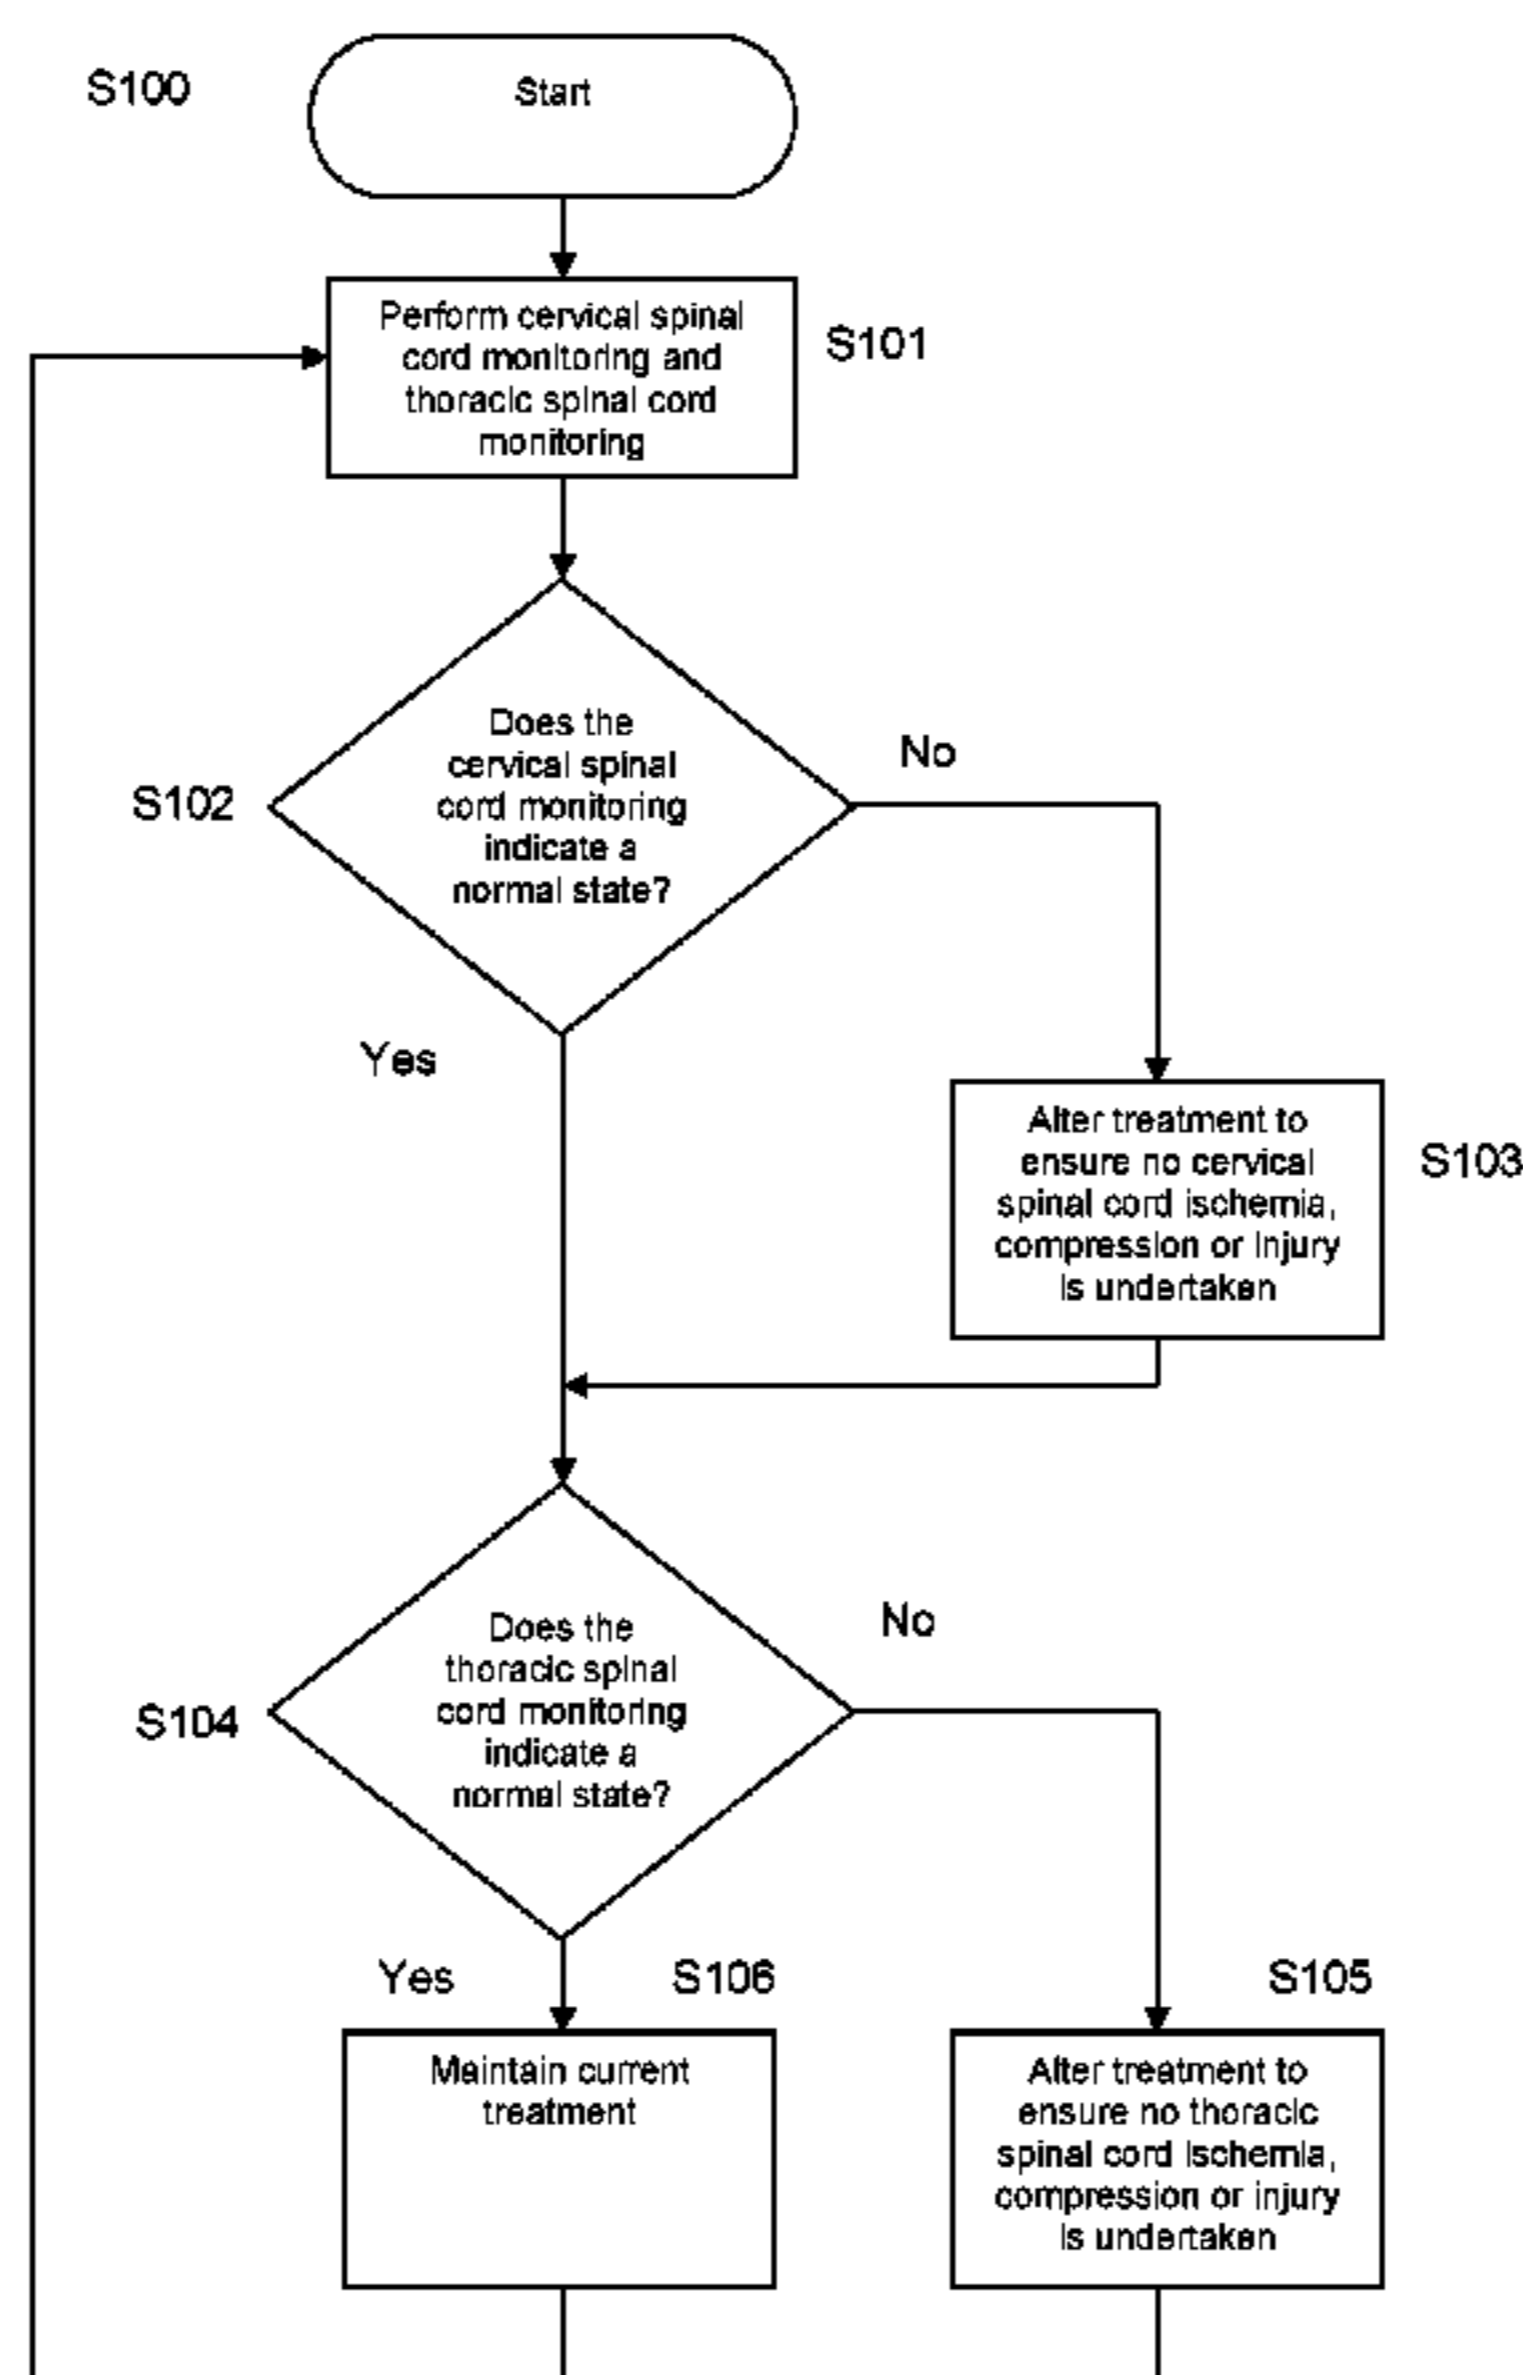 S100
Start
Perform cervical spinal
cord monitoring and
thoracic spinal cord
monitoring
S101
Does the
cervical spinal
cord monitoring
indicate a
normal state?
S102
No
Yes
Alter treatment to
ensure no cervical
spinal cord ischemia,
compression or injury
is undertaken
S103
Does the
thoracic spinal
cord monitoring
indicate a
normal state?
S104
No
Yes
S106
S105
Maintain current
treatment
Alter treatment to
ensure no thoracic
spinal cord ischemia,
compression or injury
is undertaken